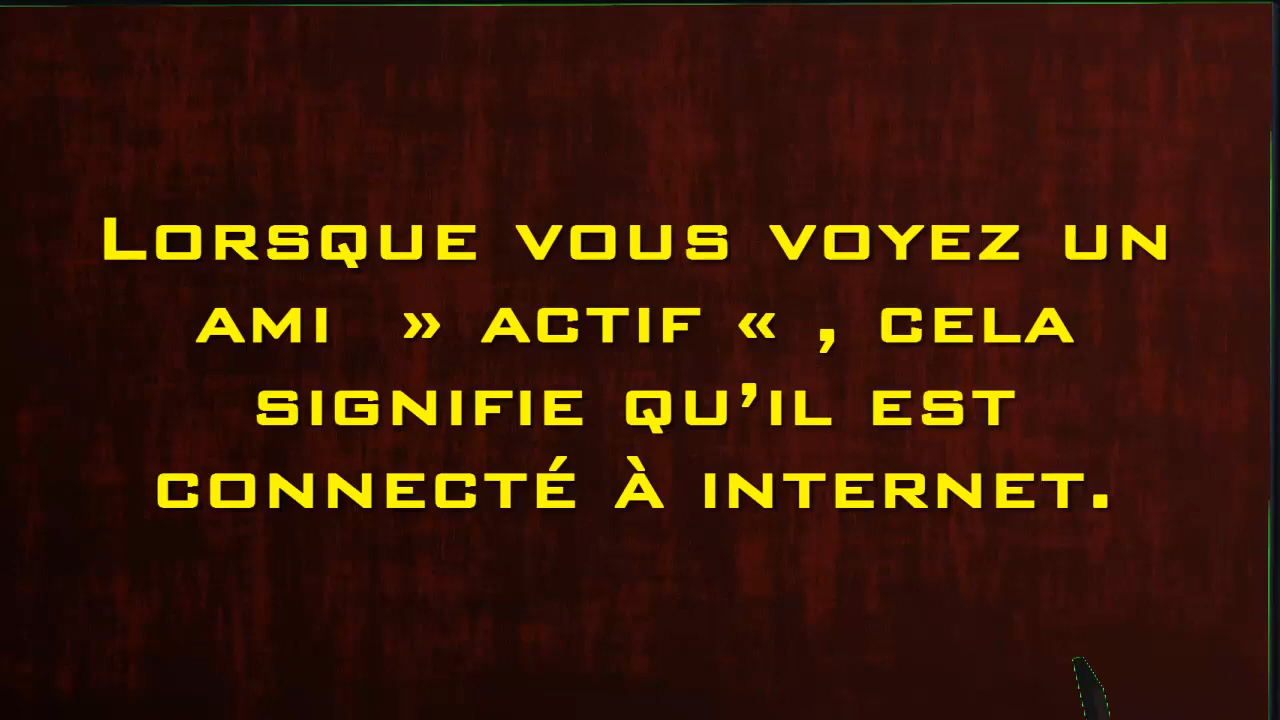 Lorsque vous voyez un
ami » actif « , cela
signifie qu’il est
connecté à internet.